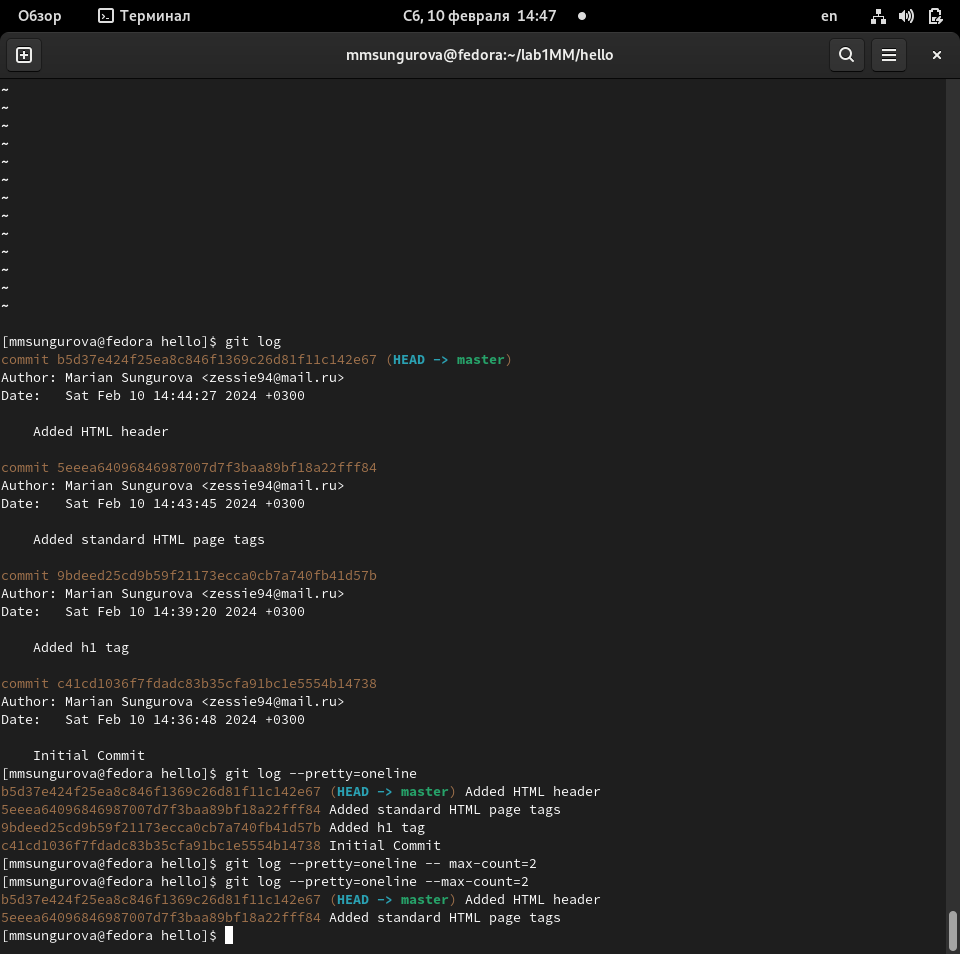 Обзор Терминал Сб, 10 февраля 14:47 en
mmsungurova@fedora:~/lab1MM/hello
~
~
~
~
~
~
~
~
~
~
~
~
~
[mmsungurova@fedora hello]$ git log
commit b5d37e424f25ea8c846f1369c26d81f11c142e67 (HEAD -> master)
Author: Marian Sungurova <zessie94@mail.ru>
Date:   Sat Feb 10 14:44:27 2024 +0300
    Added HTML header
commit 5eeea64096846987007d7f3baa89bf18a22fff84
Author: Marian Sungurova <zessie94@mail.ru>
Date:   Sat Feb 10 14:43:45 2024 +0300
    Added standard HTML page tags
commit 9bdeed25cd9b59f21173ecca0cb7a740fb41d57b
Author: Marian Sungurova <zessie94@mail.ru>
Date:   Sat Feb 10 14:39:20 2024 +0300
    Added h1 tag
commit c41cd1036f7fdadc83b35cfa91bc1e5554b14738
Author: Marian Sungurova <zessie94@mail.ru>
Date:   Sat Feb 10 14:36:48 2024 +0300
    Initial Commit
[mmsungurova@fedora hello]$ git log --pretty=oneline
b5d37e424f25ea8c846f1369c26d81f11c142e67 (HEAD -> master) Added HTML header
5eeea64096846987007d7f3baa89bf18a22fff84 Added standard HTML page tags
9bdeed25cd9b59f21173ecca0cb7a740fb41d57b Added h1 tag
c41cd1036f7fdadc83b35cfa91bc1e5554b14738 Initial Commit
[mmsungurova@fedora hello]$ git log --pretty=oneline -- max-count=2
[mmsungurova@fedora hello]$ git log --pretty=oneline --max-count=2
b5d37e424f25ea8c846f1369c26d81f11c142e67 (HEAD -> master) Added HTML header
5eeea64096846987007d7f3baa89bf18a22fff84 Added standard HTML page tags
[mmsungurova@fedora hello]$